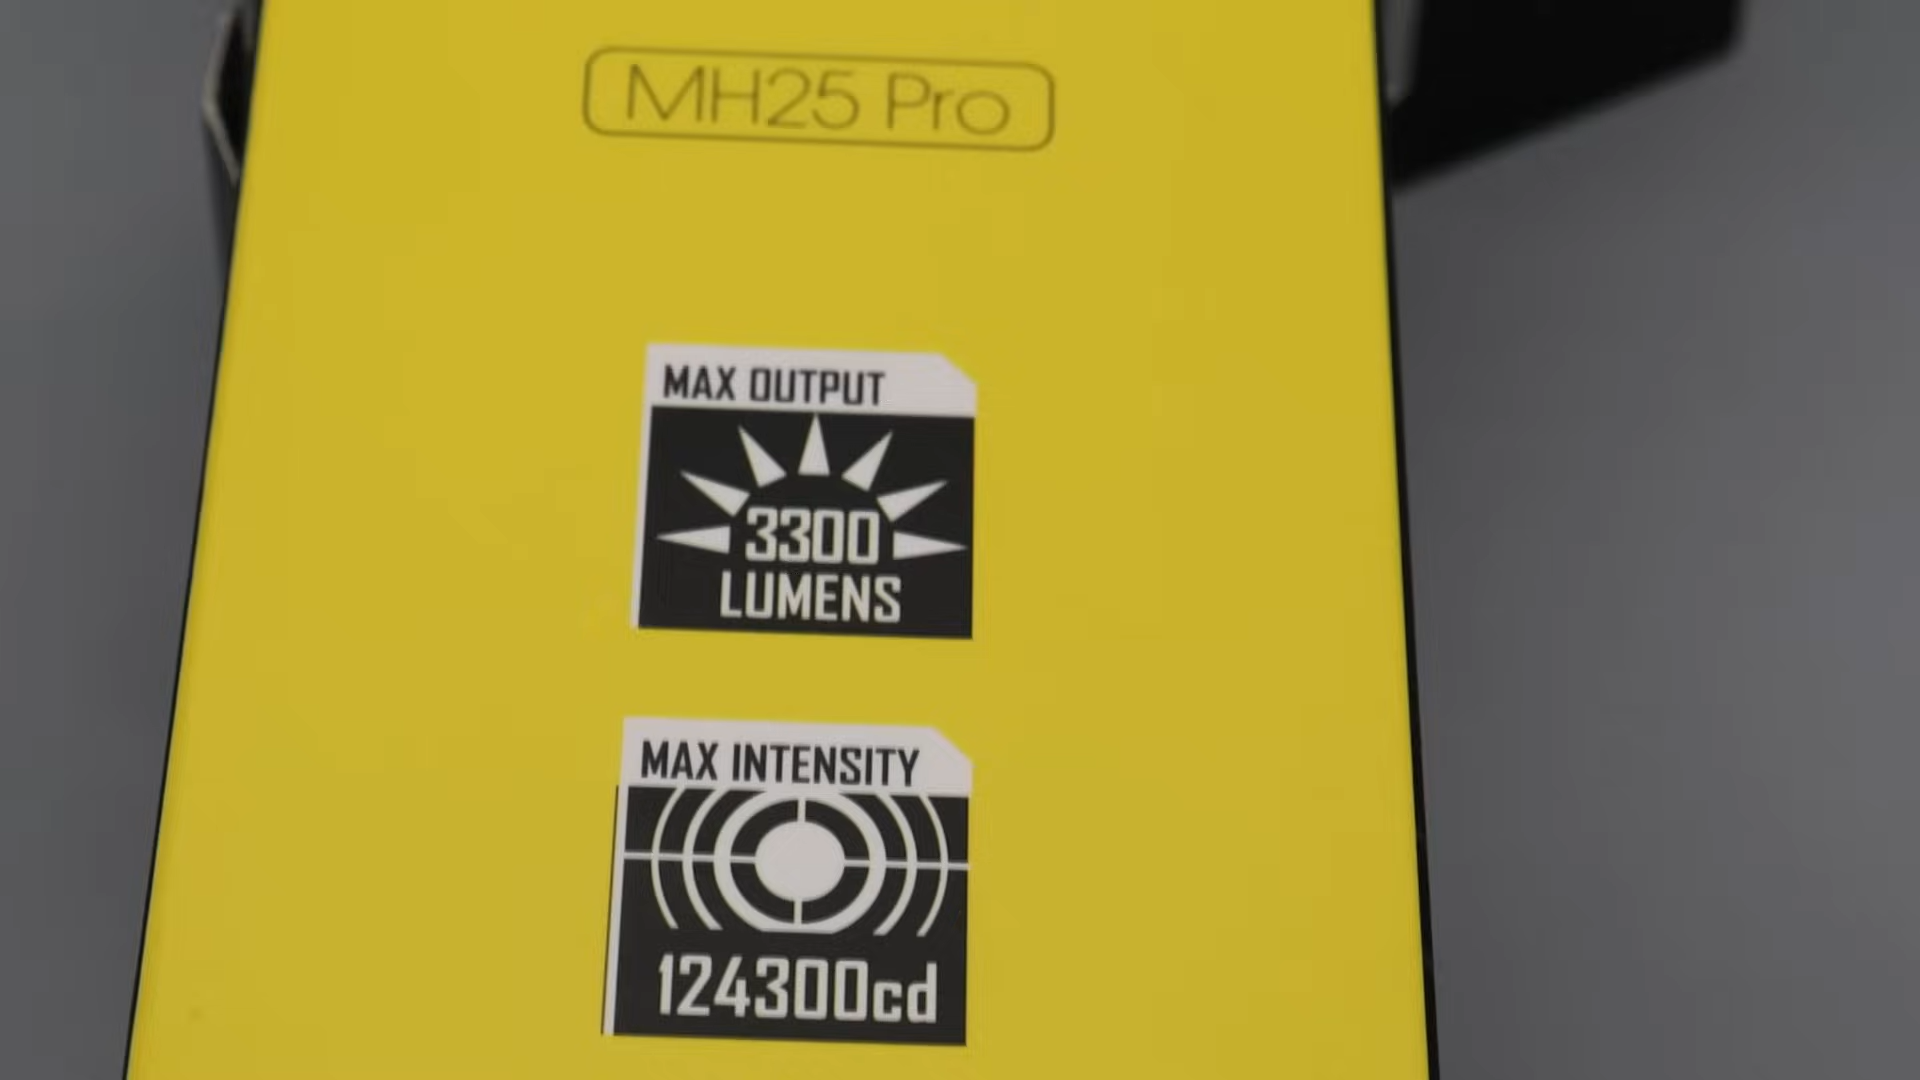 MH25 Pro
MAX OUTPUT
3300
LUMENS
MAX INTENSITY
124300cd